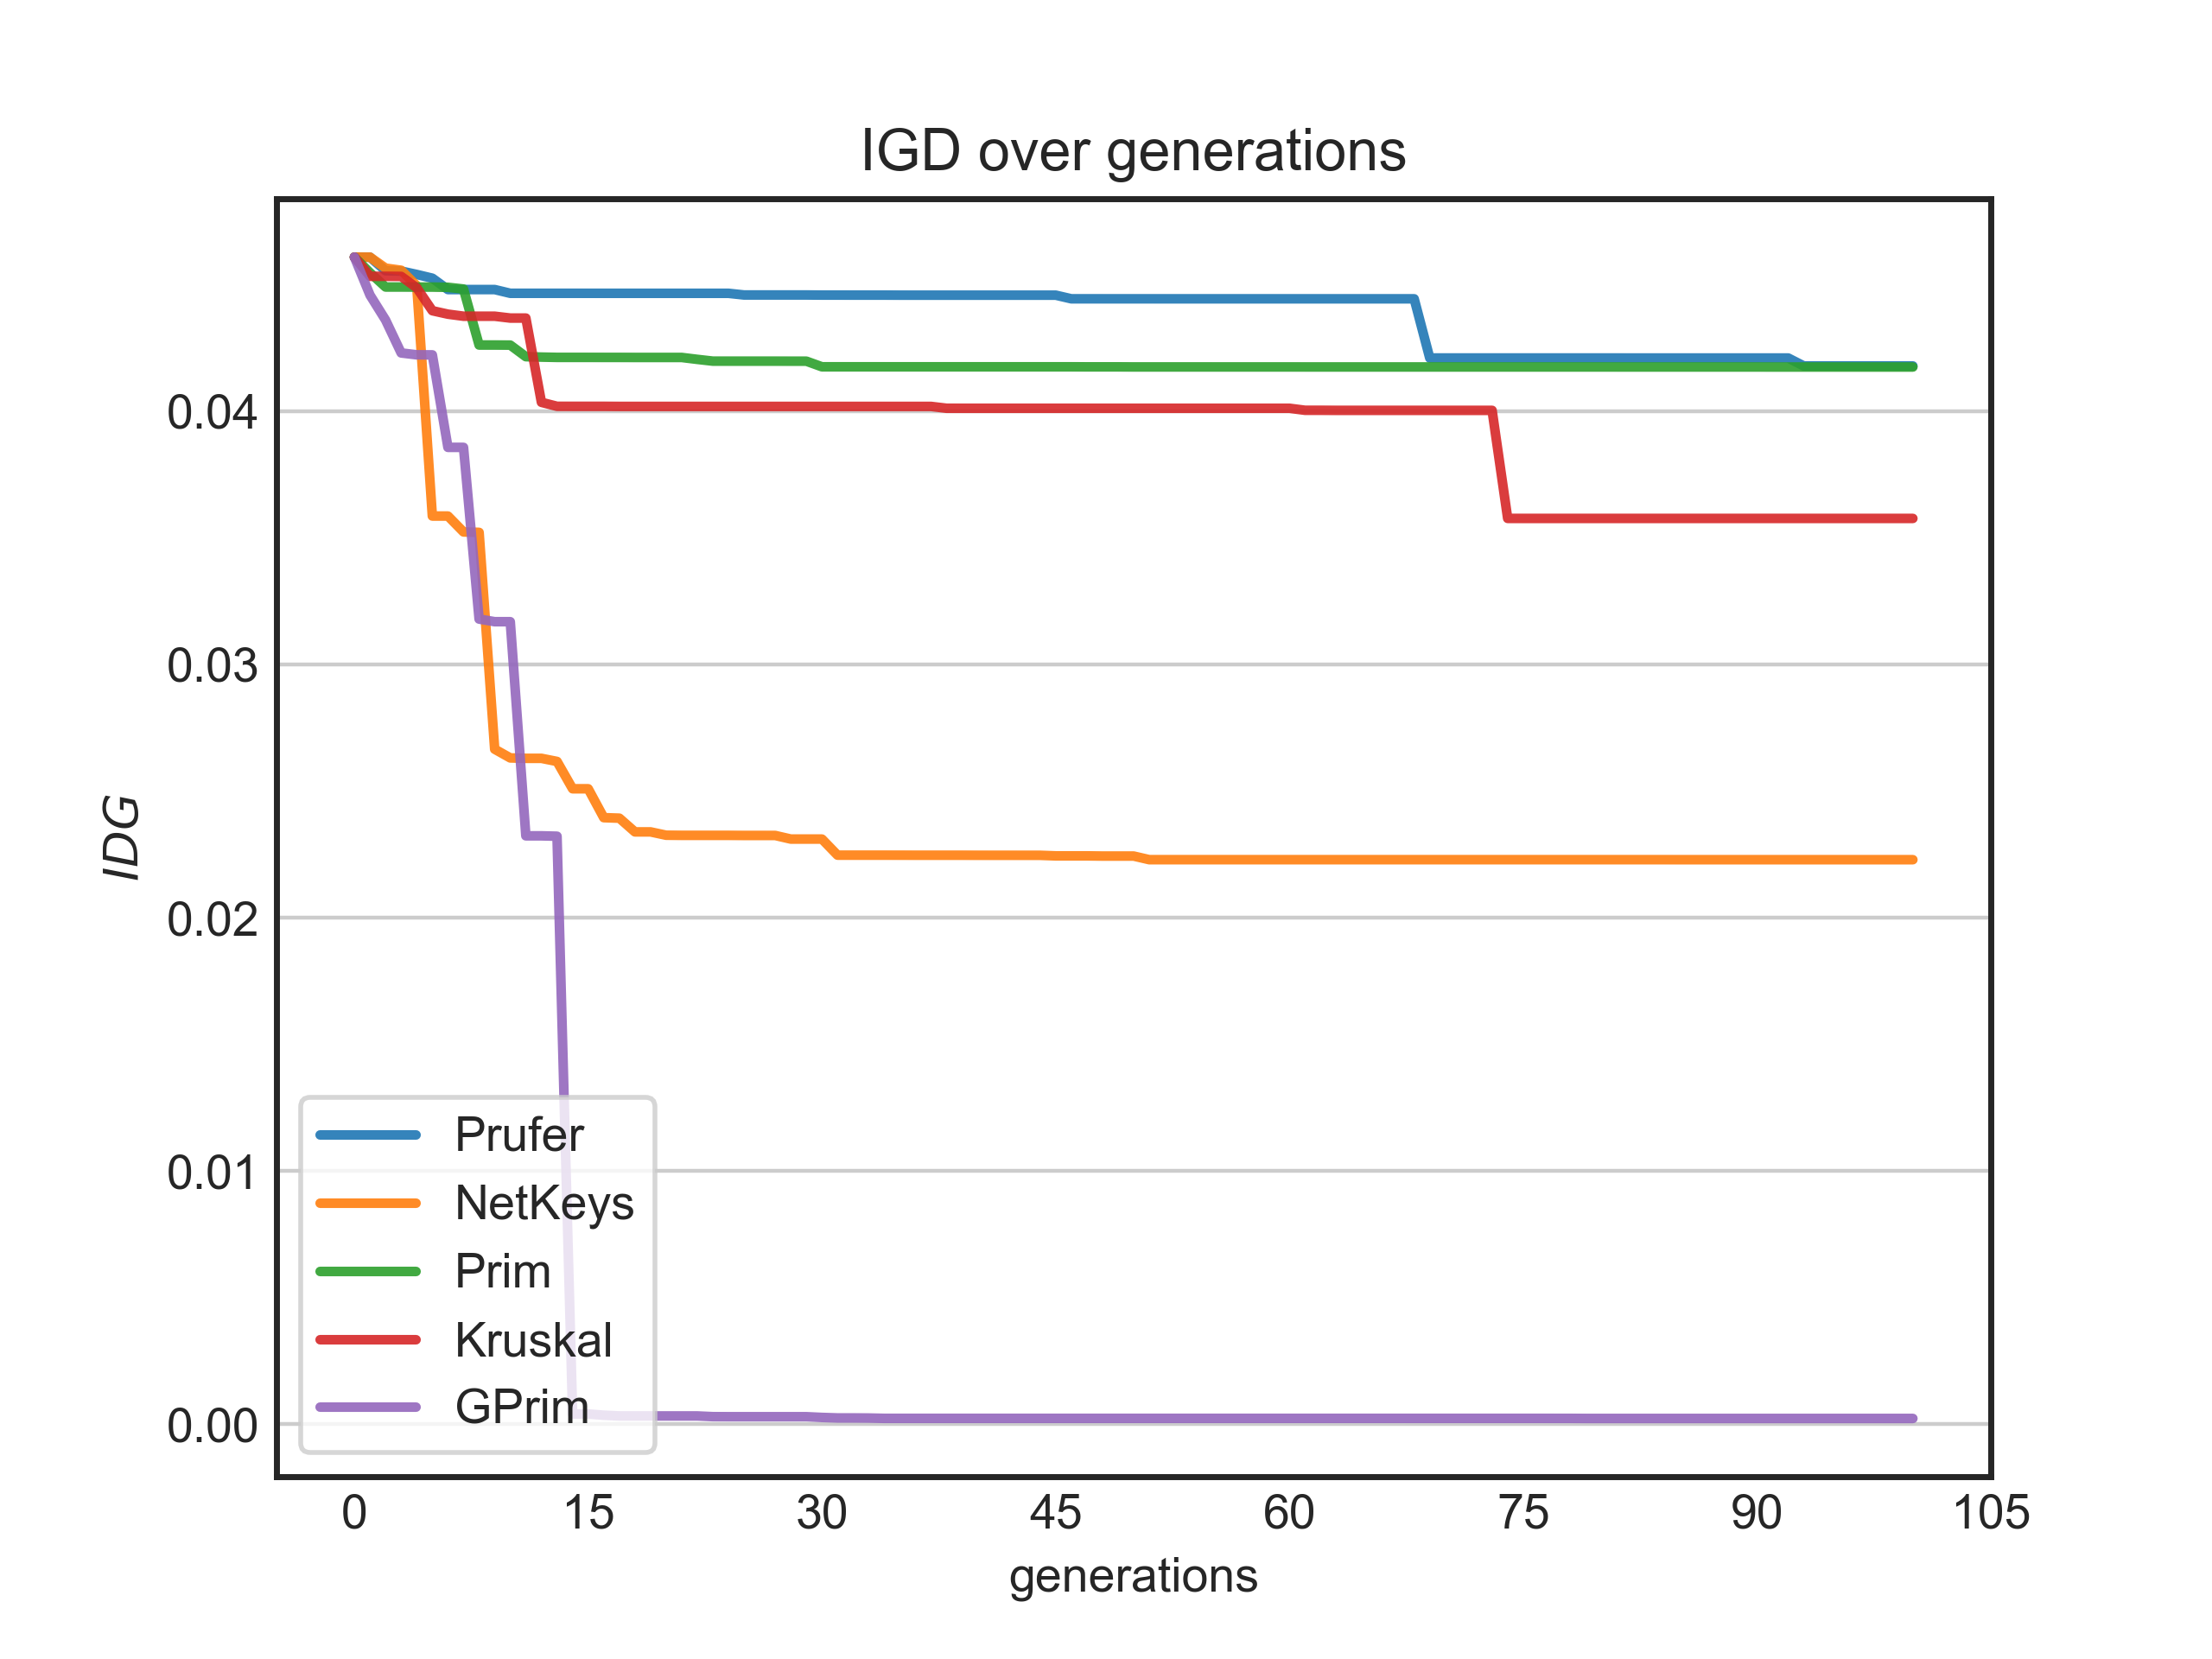 IGD over generations
IDG
0.04
0.03
0.02
0.01
0.00
Prufer
NetKeys
Prim
Kruskal
GPrim
0 15 30 45 60 75 90 105
generations